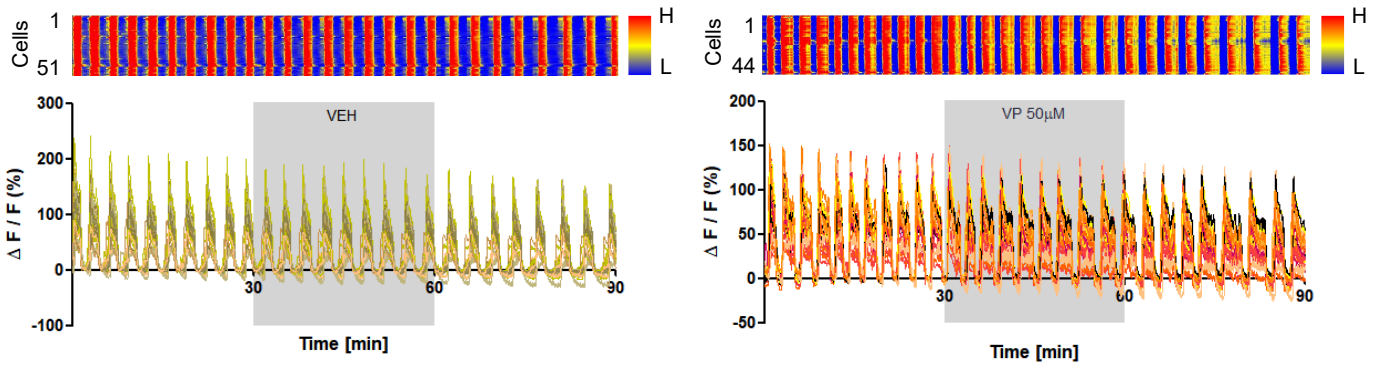 Cells
1
51
H
L
300
200
100
0
-100
Δ F / F (%)
VEH
30
60
90
Time [min]
Cells
1
44
H
L
200
150
100
50
0
-50
Δ F / F (%)
VP 50μM
30
60
90
Time [min]